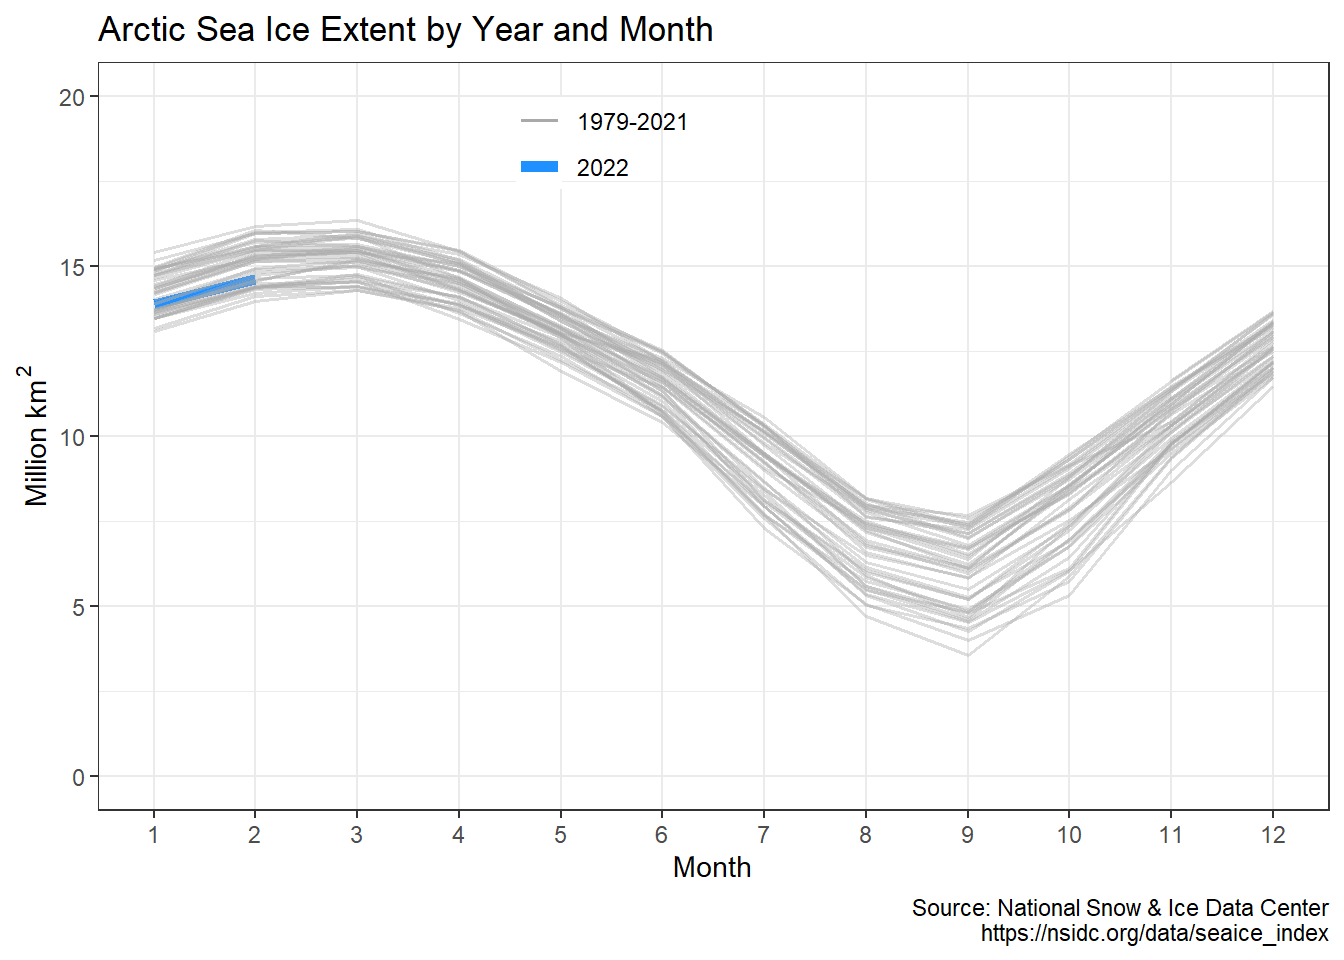 Arctic Sea Ice Extent by Year and Month
20
15
10
5
0
Million km²
1979-2021
2022
1 2 3 4 5 6 7 8 9 10 11 12
Month
Source: National Snow & Ice Data Center
https://nsidc.org/data/seaice_index